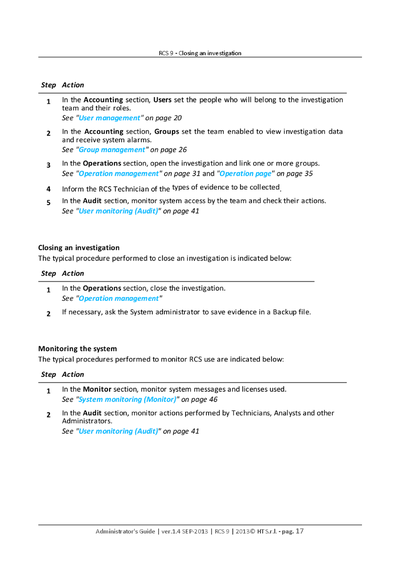 RCS 9 - Closing an investigation
Step Action
1 In the Accounting section, Users set the people who will belong to the investigation
team and their roles.
See "User management" on page 20
2 In the Accounting section, Groups set the team enabled to view investigation data
and receive system alarms.
See "Group management" on page 26
3 In the Operations section, open the investigation and link one or more groups.
See "Operation management" on page 31 and "Operation page" on page 35
4 Inform the RCS Technician of the types of evidence to be collected.
5 In the Audit section, monitor system access by the team and check their actions.
See "User monitoring (Audit)" on page 41
Closing an investigation
The typical procedure performed to close an investigation is indicated below:
Step Action
1 In the Operations section, close the investigation.
See "Operation management"
2 If necessary, ask the System administrator to save evidence in a Backup file.
Monitoring the system
The typical procedures performed to monitor RCS use are indicated below:
Step Action
1 In the Monitor section, monitor system messages and licenses used.
See "System monitoring (Monitor)" on page 46
2 In the Audit section, monitor actions performed by Technicians, Analysts and other
Administrators.
See "User monitoring (Audit)" on page 41
Administrator's Guide | ver.1.4 SEP-2013 | RCS 9 | 2013© HT S.r.l. - pag. 17